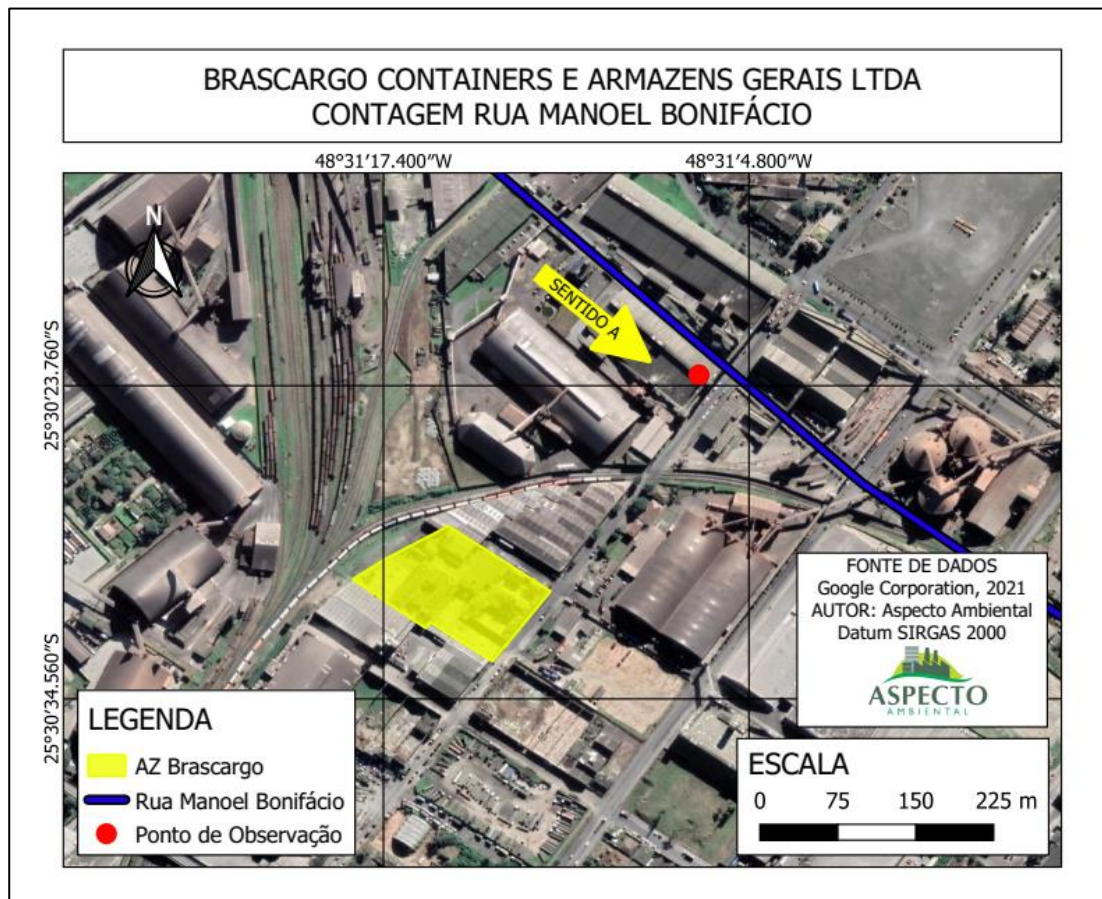 BRASCARGO CONTAINERS E ARMAZENS GERAIS LTDA
CONTAGEM RUA MANOEL BONIFÁCIO
48°31'17.400"W
48°31'4.800"W
N
SENTIDO A
25°30'23.760"S
25°30'34.560"S
FONTE DE DADOS
Google Corporation, 2021
AUTOR: Aspecto Ambiental
Datum SIRGAS 2000
ASPECTO
AMBIENTAL
LEGENDA
AZ Brascargo
Rua Manoel Bonifácio
Ponto de Observação
ESCALA
0 75 150 225 m